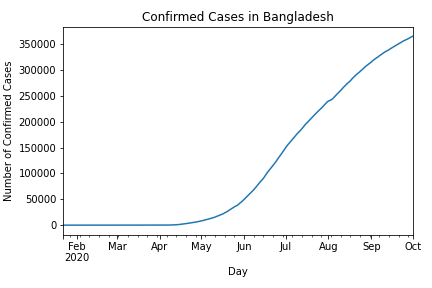 Confirmed Cases in Bangladesh
350000
300000
250000
200000
150000
100000
50000
0
Number of Confirmed Cases
Feb Mar Apr May Jun Jul Aug Sep Oct
2020
Day